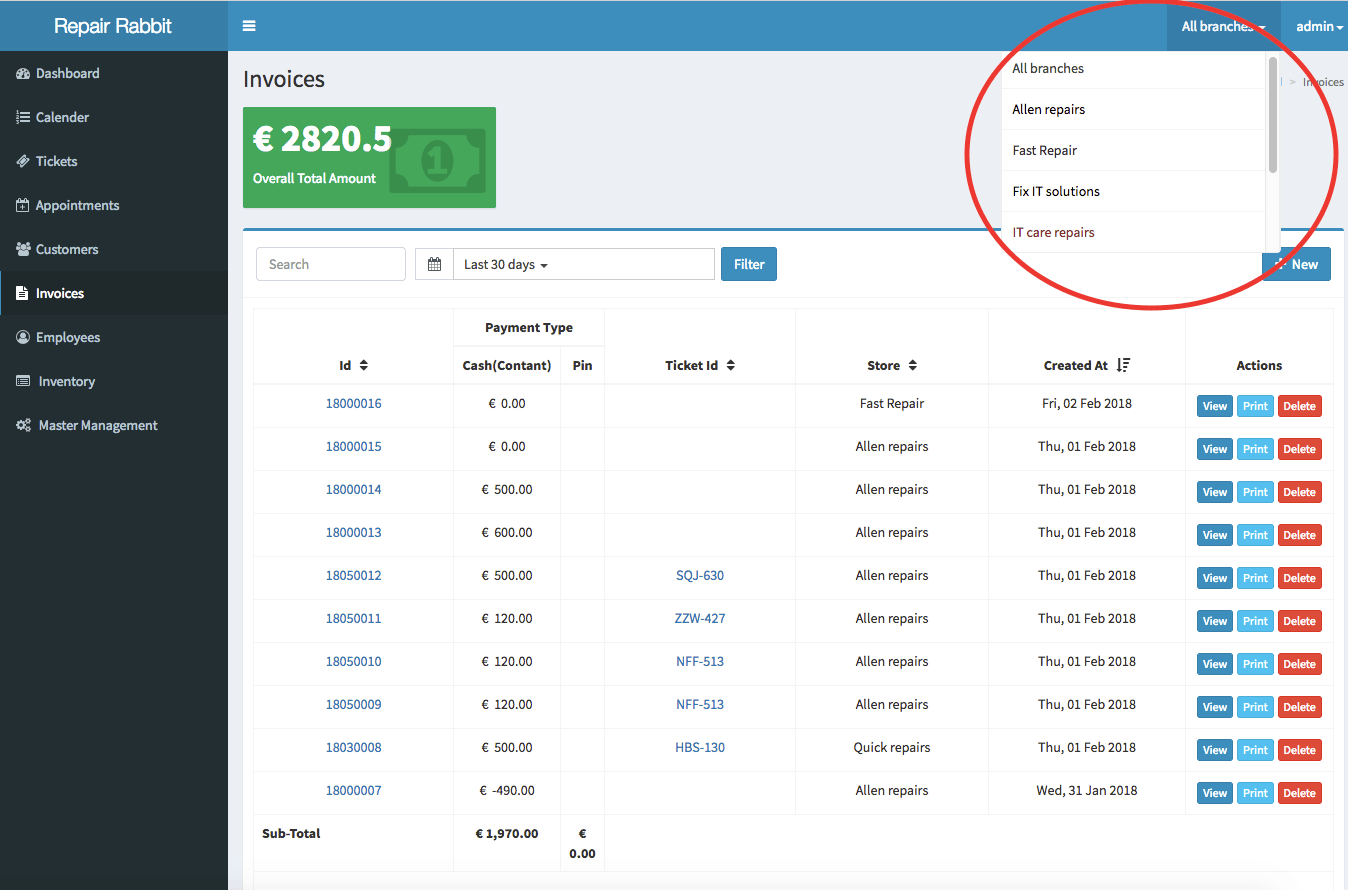 Repair Rabbit
All branches
admin
Dashboard
Calender
Tickets
Appointments
Customers
Invoices
Employees
Inventory
Master Management
Invoices
> Invoices
€ 2820.5
Overall Total Amount
1
All branches
Allen repairs
Fast Repair
Fix IT solutions
IT care repairs
Search
Last 30 days
Filter
New
Payment Type
Id Cash(Contant) Pin Ticket Id Store Created At Actions
18000016 € 0.00 Fast Repair Fri, 02 Feb 2018 View Print Delete
18000015 € 0.00 Allen repairs Thu, 01 Feb 2018 View Print Delete
18000014 € 500.00 Allen repairs Thu, 01 Feb 2018 View Print Delete
18000013 € 600.00 Allen repairs Thu, 01 Feb 2018 View Print Delete
18050012 € 500.00 SQJ-630 Allen repairs Thu, 01 Feb 2018 View Print Delete
18050011 € 120.00 ZZW-427 Allen repairs Thu, 01 Feb 2018 View Print Delete
18050010 € 120.00 NFF-513 Allen repairs Thu, 01 Feb 2018 View Print Delete
18050009 € 120.00 NFF-513 Allen repairs Thu, 01 Feb 2018 View Print Delete
18030008 € 500.00 HBS-130 Quick repairs Thu, 01 Feb 2018 View Print Delete
18000007 € -490.00 Allen repairs Wed, 31 Jan 2018 View Print Delete
Sub-Total € 1,970.00 €
0.00